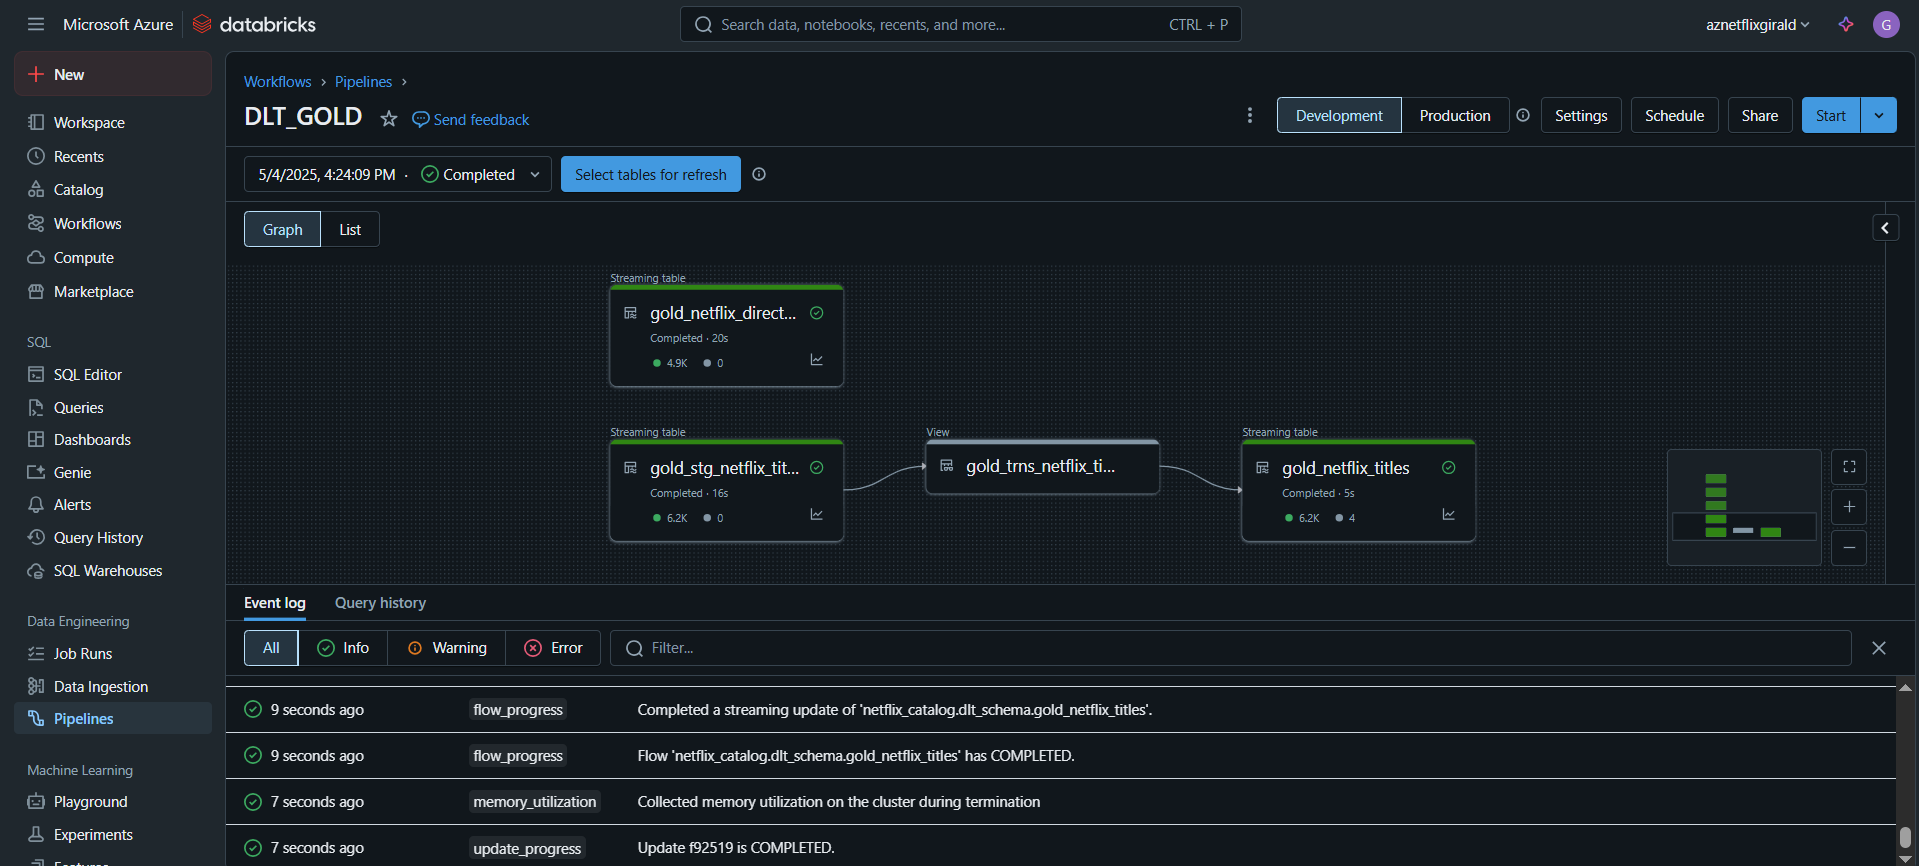 Microsoft Azure
databricks
Search data, notebooks, recents, and more...
CTRL + P
aznetflixgirald
G
New
Workspace
Recents
Catalog
Workflows
Compute
Marketplace
SQL
SQL Editor
Queries
Dashboards
Genie
Alerts
Query History
SQL Warehouses
Data Engineering
Job Runs
Data Ingestion
Pipelines
Machine Learning
Playground
Experiments
Features
Workflows › Pipelines ›
DLT_GOLD
Send feedback
Development
Production
Settings
Schedule
Share
Start
5/4/2025, 4:24:09 PM · Completed
Select tables for refresh
Graph
List
Streaming table
gold_netflix_direct...
Completed · 20s
4.9K 0
Streaming table
gold_stg_netflix_tit...
Completed · 16s
6.2K 0
View
gold_trns_netflix_ti...
Streaming table
gold_netflix_titles
Completed · 5s
6.2K 4
Event log
Query history
All
Info
Warning
Error
Filter...
9 seconds ago flow_progress Completed a streaming update of 'netflix_catalog.dlt_schema.gold_netflix_titles'.
9 seconds ago flow_progress Flow 'netflix_catalog.dlt_schema.gold_netflix_titles' has COMPLETED.
7 seconds ago memory_utilization Collected memory utilization on the cluster during termination
7 seconds ago update_progress Update f92519 is COMPLETED.